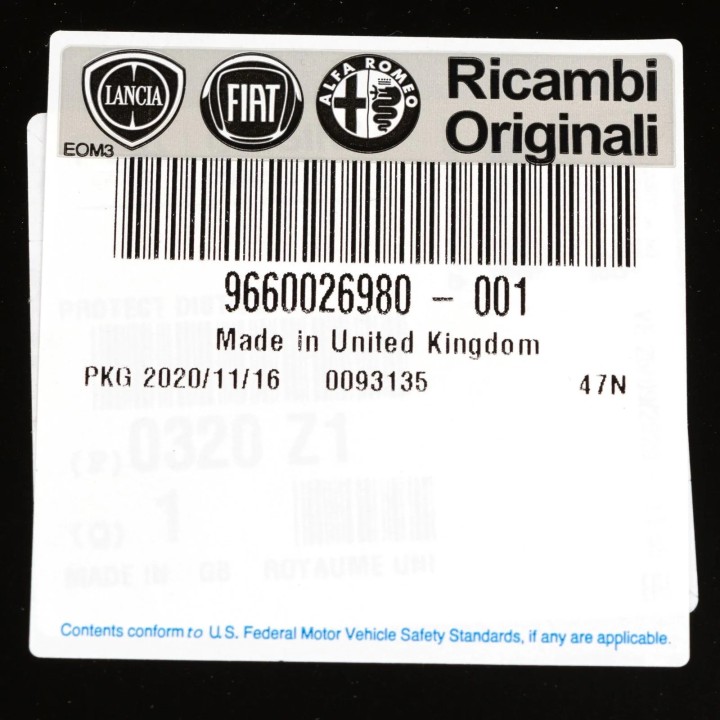 LANCIA FIAT ALFA ROMEO Ricambi
Originali
EOM3
9660026980 - 001
Made in United Kingdom
PKG 2020/11/16 0093135 47N
(P) 0320 Z1
(Q) 1
MADE IN GB ROYAUME UNI
Contents conform to U.S. Federal Motor Vehicle Safety Standards, if any are applicable.